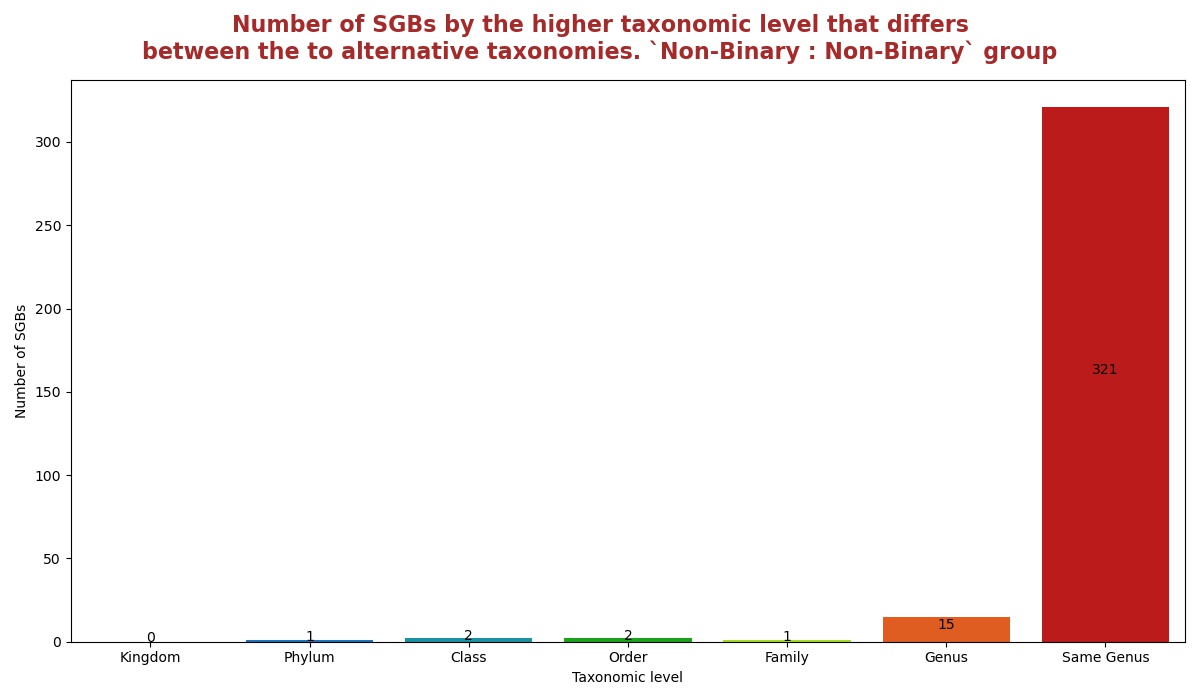 Number of SGBs by the higher taxonomic level that differs
between the to alternative taxonomies. `Non-Binary : Non-Binary` group
Number of SGBs
300
250
200
150
100
50
0
0
1
2
2
1
15
321
Kingdom
Phylum
Class
Order
Family
Genus
Same Genus
Taxonomic level